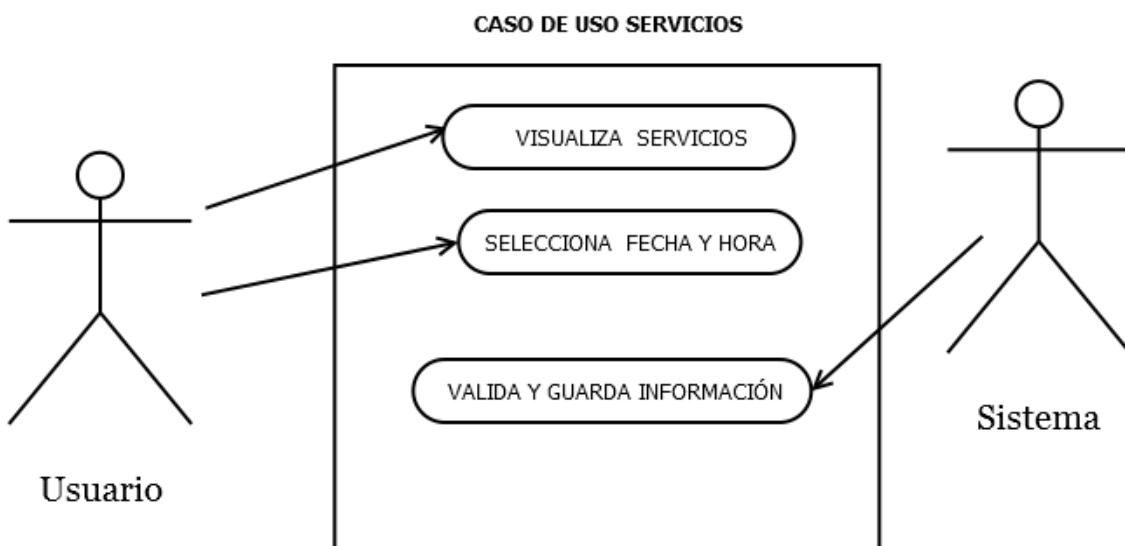 CASO DE USO SERVICIOS
VISUALIZA SERVICIOS
SELECCIONA FECHA Y HORA
VALIDA Y GUARDA INFORMACIÓN
Sistema
Usuario